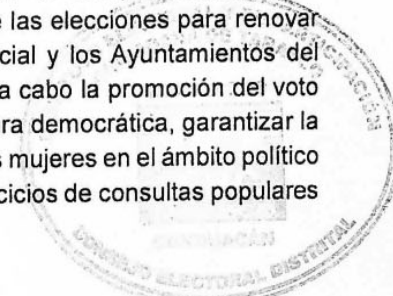 e las elecciones para renovar
cial y los Ayuntamientos del
a cabo la promoción del voto
ra democrática, garantizar la
s mujeres en el ámbito político
cicios de consultas populares
CONSEJO ELECTORAL DISTRITAL